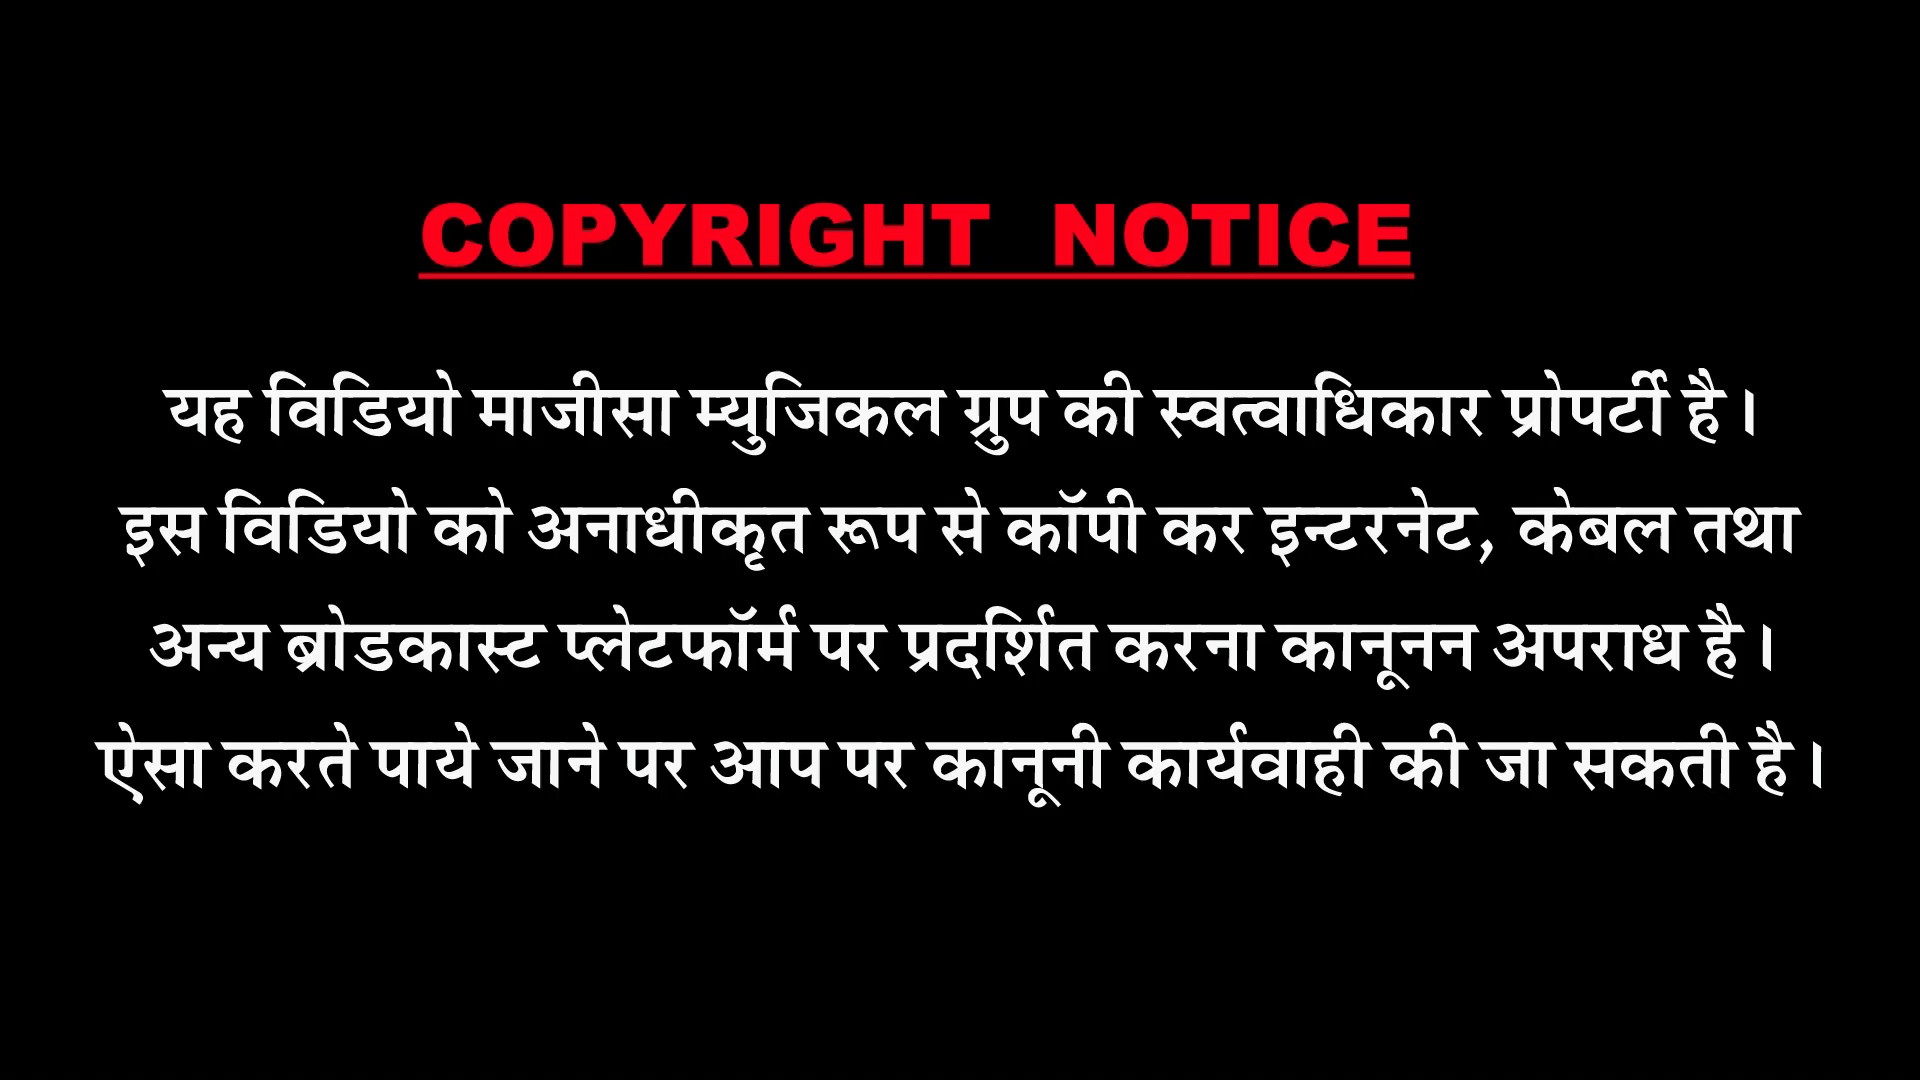 COPYRIGHT NOTICE
यह विडियो माजीसा म्युजिकल ग्रुप की स्वत्वाधिकार प्रोपर्टी है।
इस विडियो को अनाधीकृत रूप से कॉपी कर इन्टरनेट, केबल तथा
अन्य ब्रोडकास्ट प्लेटफॉर्म पर प्रदर्शित करना कानूनन अपराध है।
ऐसा करते पाये जाने पर आप पर कानूनी कार्यवाही की जा सकती है।